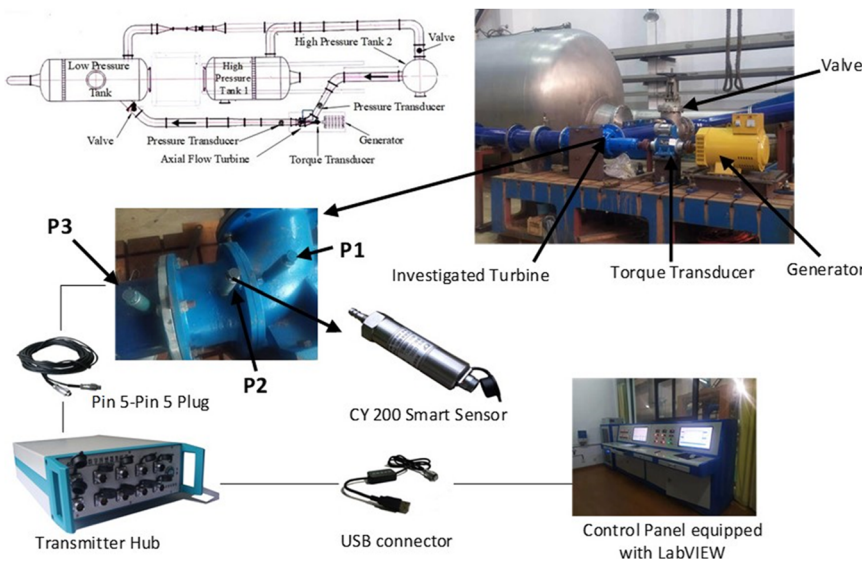 High Pressure Tank 2
Valve
Low Pressure
Tank
High
Pressure
Tank 1
Pressure Transducer
Valve
Pressure Transducer
Generator
Axial Flow Turbine
Torque Transducer
Valve
Investigated Turbine
Torque Transducer
Generator
P3
P1
P2
Pin 5-Pin 5 Plug
CY 200 Smart Sensor
Transmitter Hub
USB connector
Control Panel equipped
with LabVIEW